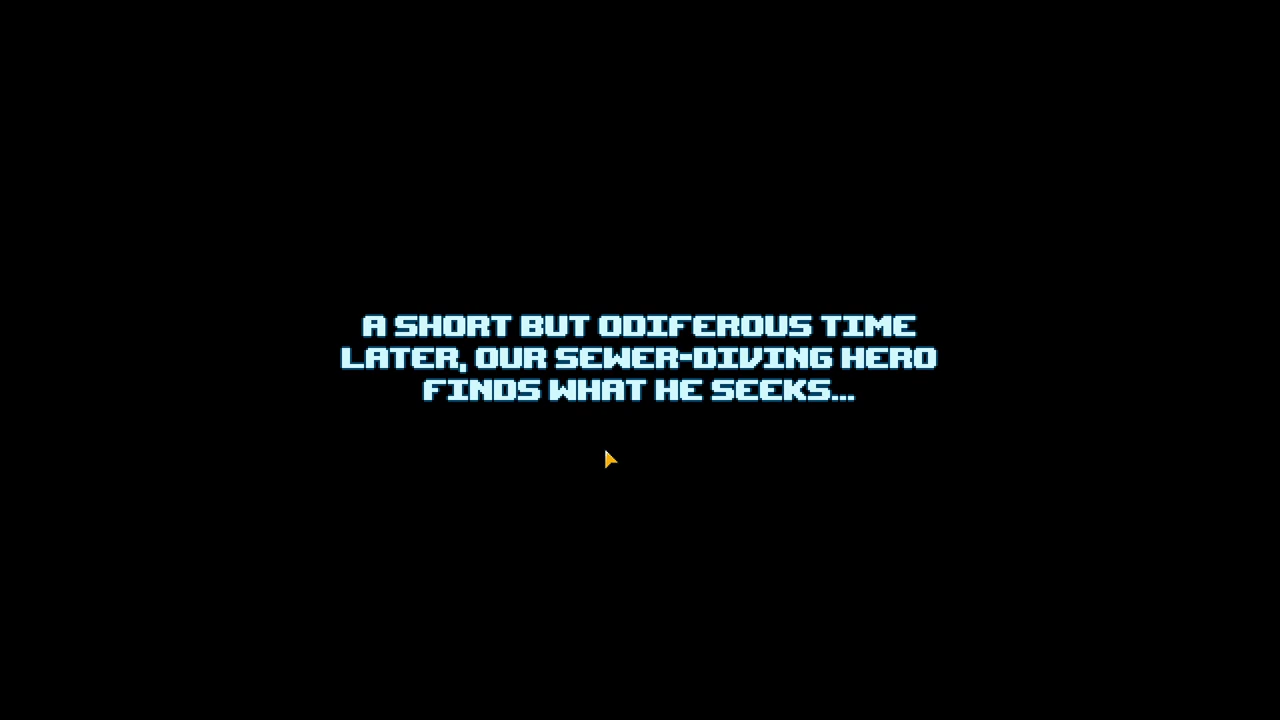 A SHORT BUT ODIFEROUS TIME
LATER, OUR SEWER-DIVING HERO
FINDS WHAT HE SEEKS...